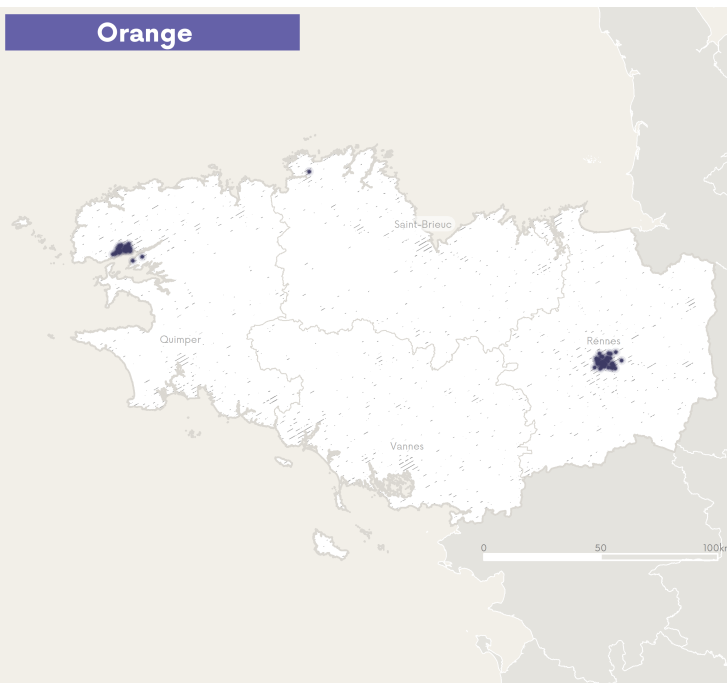 Orange
Saint-Brieuc
Quimper
Rennes
Vannes
0 50 100km